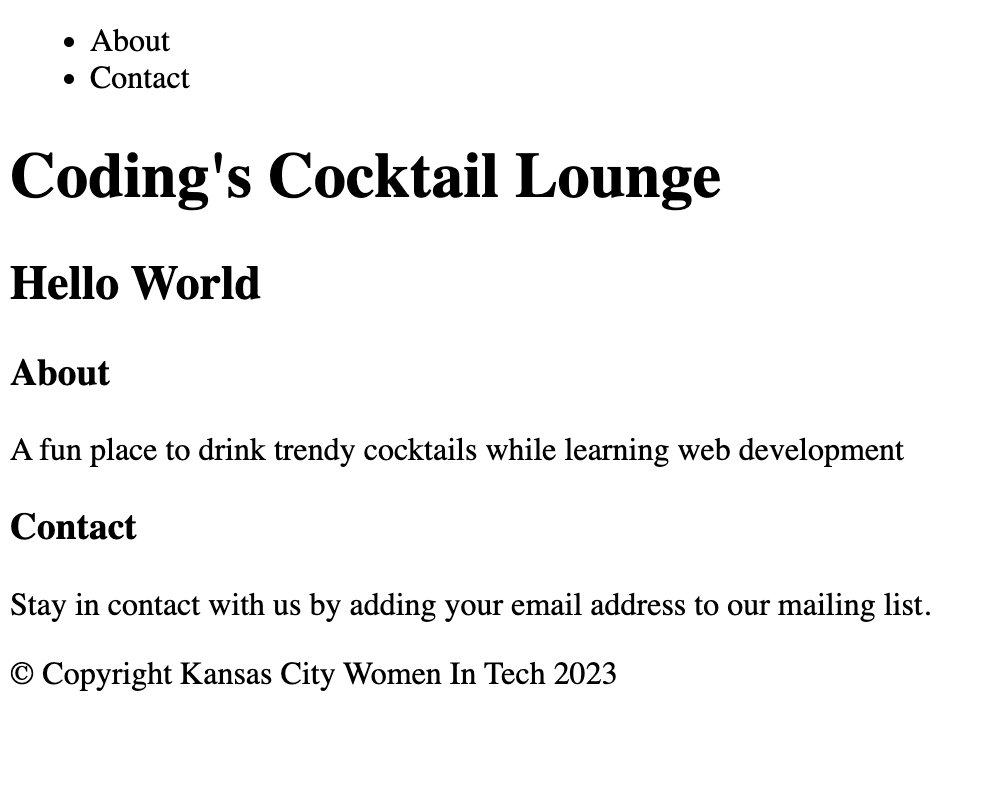 • About
• Contact
Coding's Cocktail Lounge
Hello World
About
A fun place to drink trendy cocktails while learning web development
Contact
Stay in contact with us by adding your email address to our mailing list.
© Copyright Kansas City Women In Tech 2023